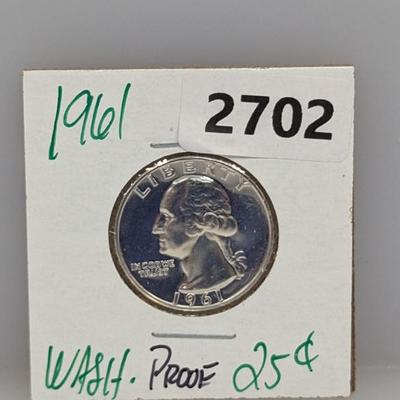 1961
2702
LIBERTY
IN GOD WE
TRUST
1961
WASH. PROOF 25¢